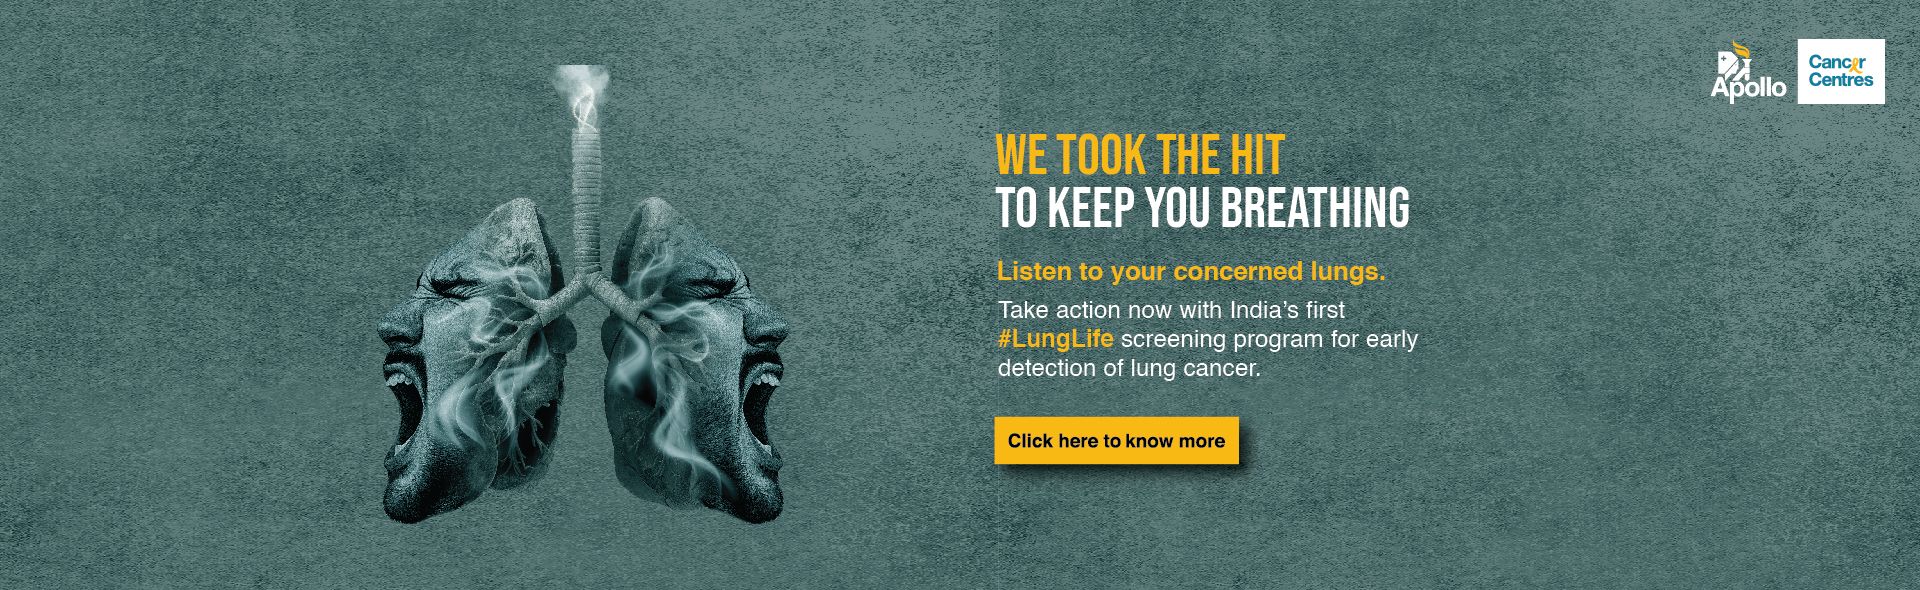 Apollo
Cancer
Centres
WE TOOK THE HIT
TO KEEP YOU BREATHING
Listen to your concerned lungs.
Take action now with India’s first
#LungLife screening program for early
detection of lung cancer.
Click here to know more